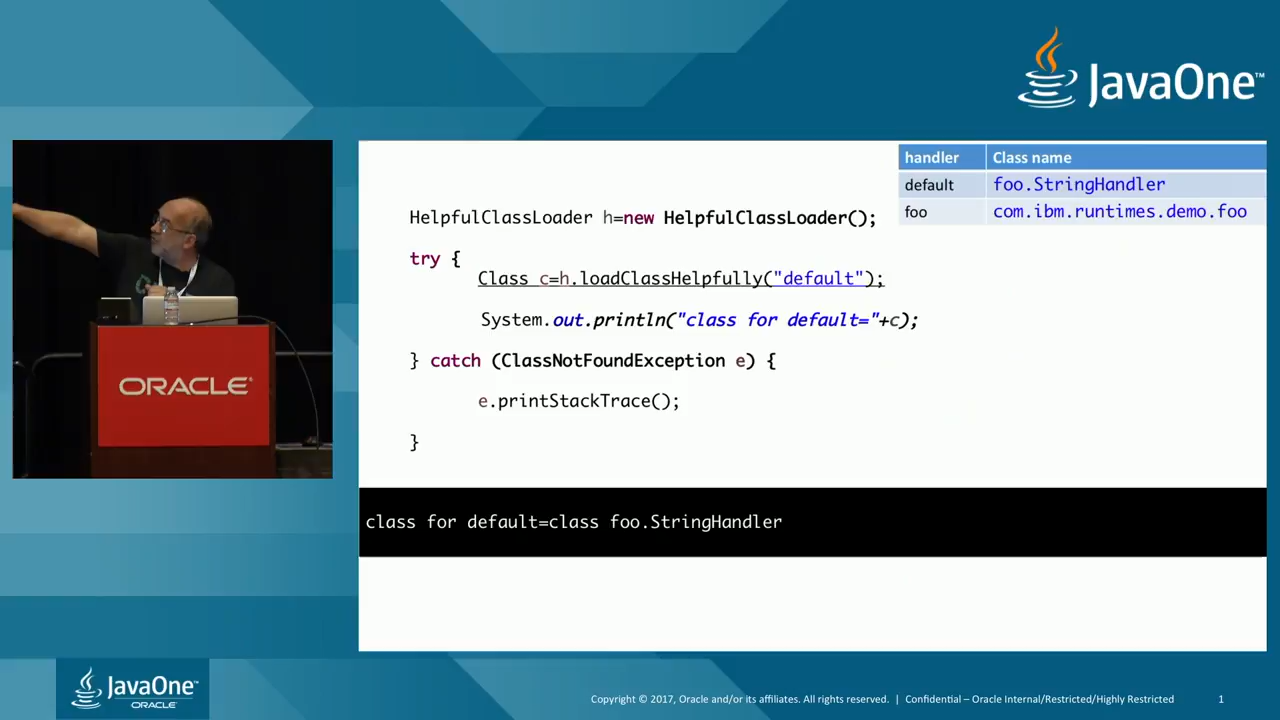 JavaOne™
handler Class name
default foo.StringHandler
foo com.ibm.runtimes.demo.foo
HelpfulClassLoader h=new HelpfulClassLoader();
try {
Class c=h.loadClassHelpfully("default");
System.out.println("class for default="+c);
} catch (ClassNotFoundException e) {
e.printStackTrace();
}
class for default=class foo.StringHandler
ORACLE®
JavaOne™
ORACLE®
Copyright © 2017, Oracle and/or its affiliates. All rights reserved. | Confidential – Oracle Internal/Restricted/Highly Restricted 1